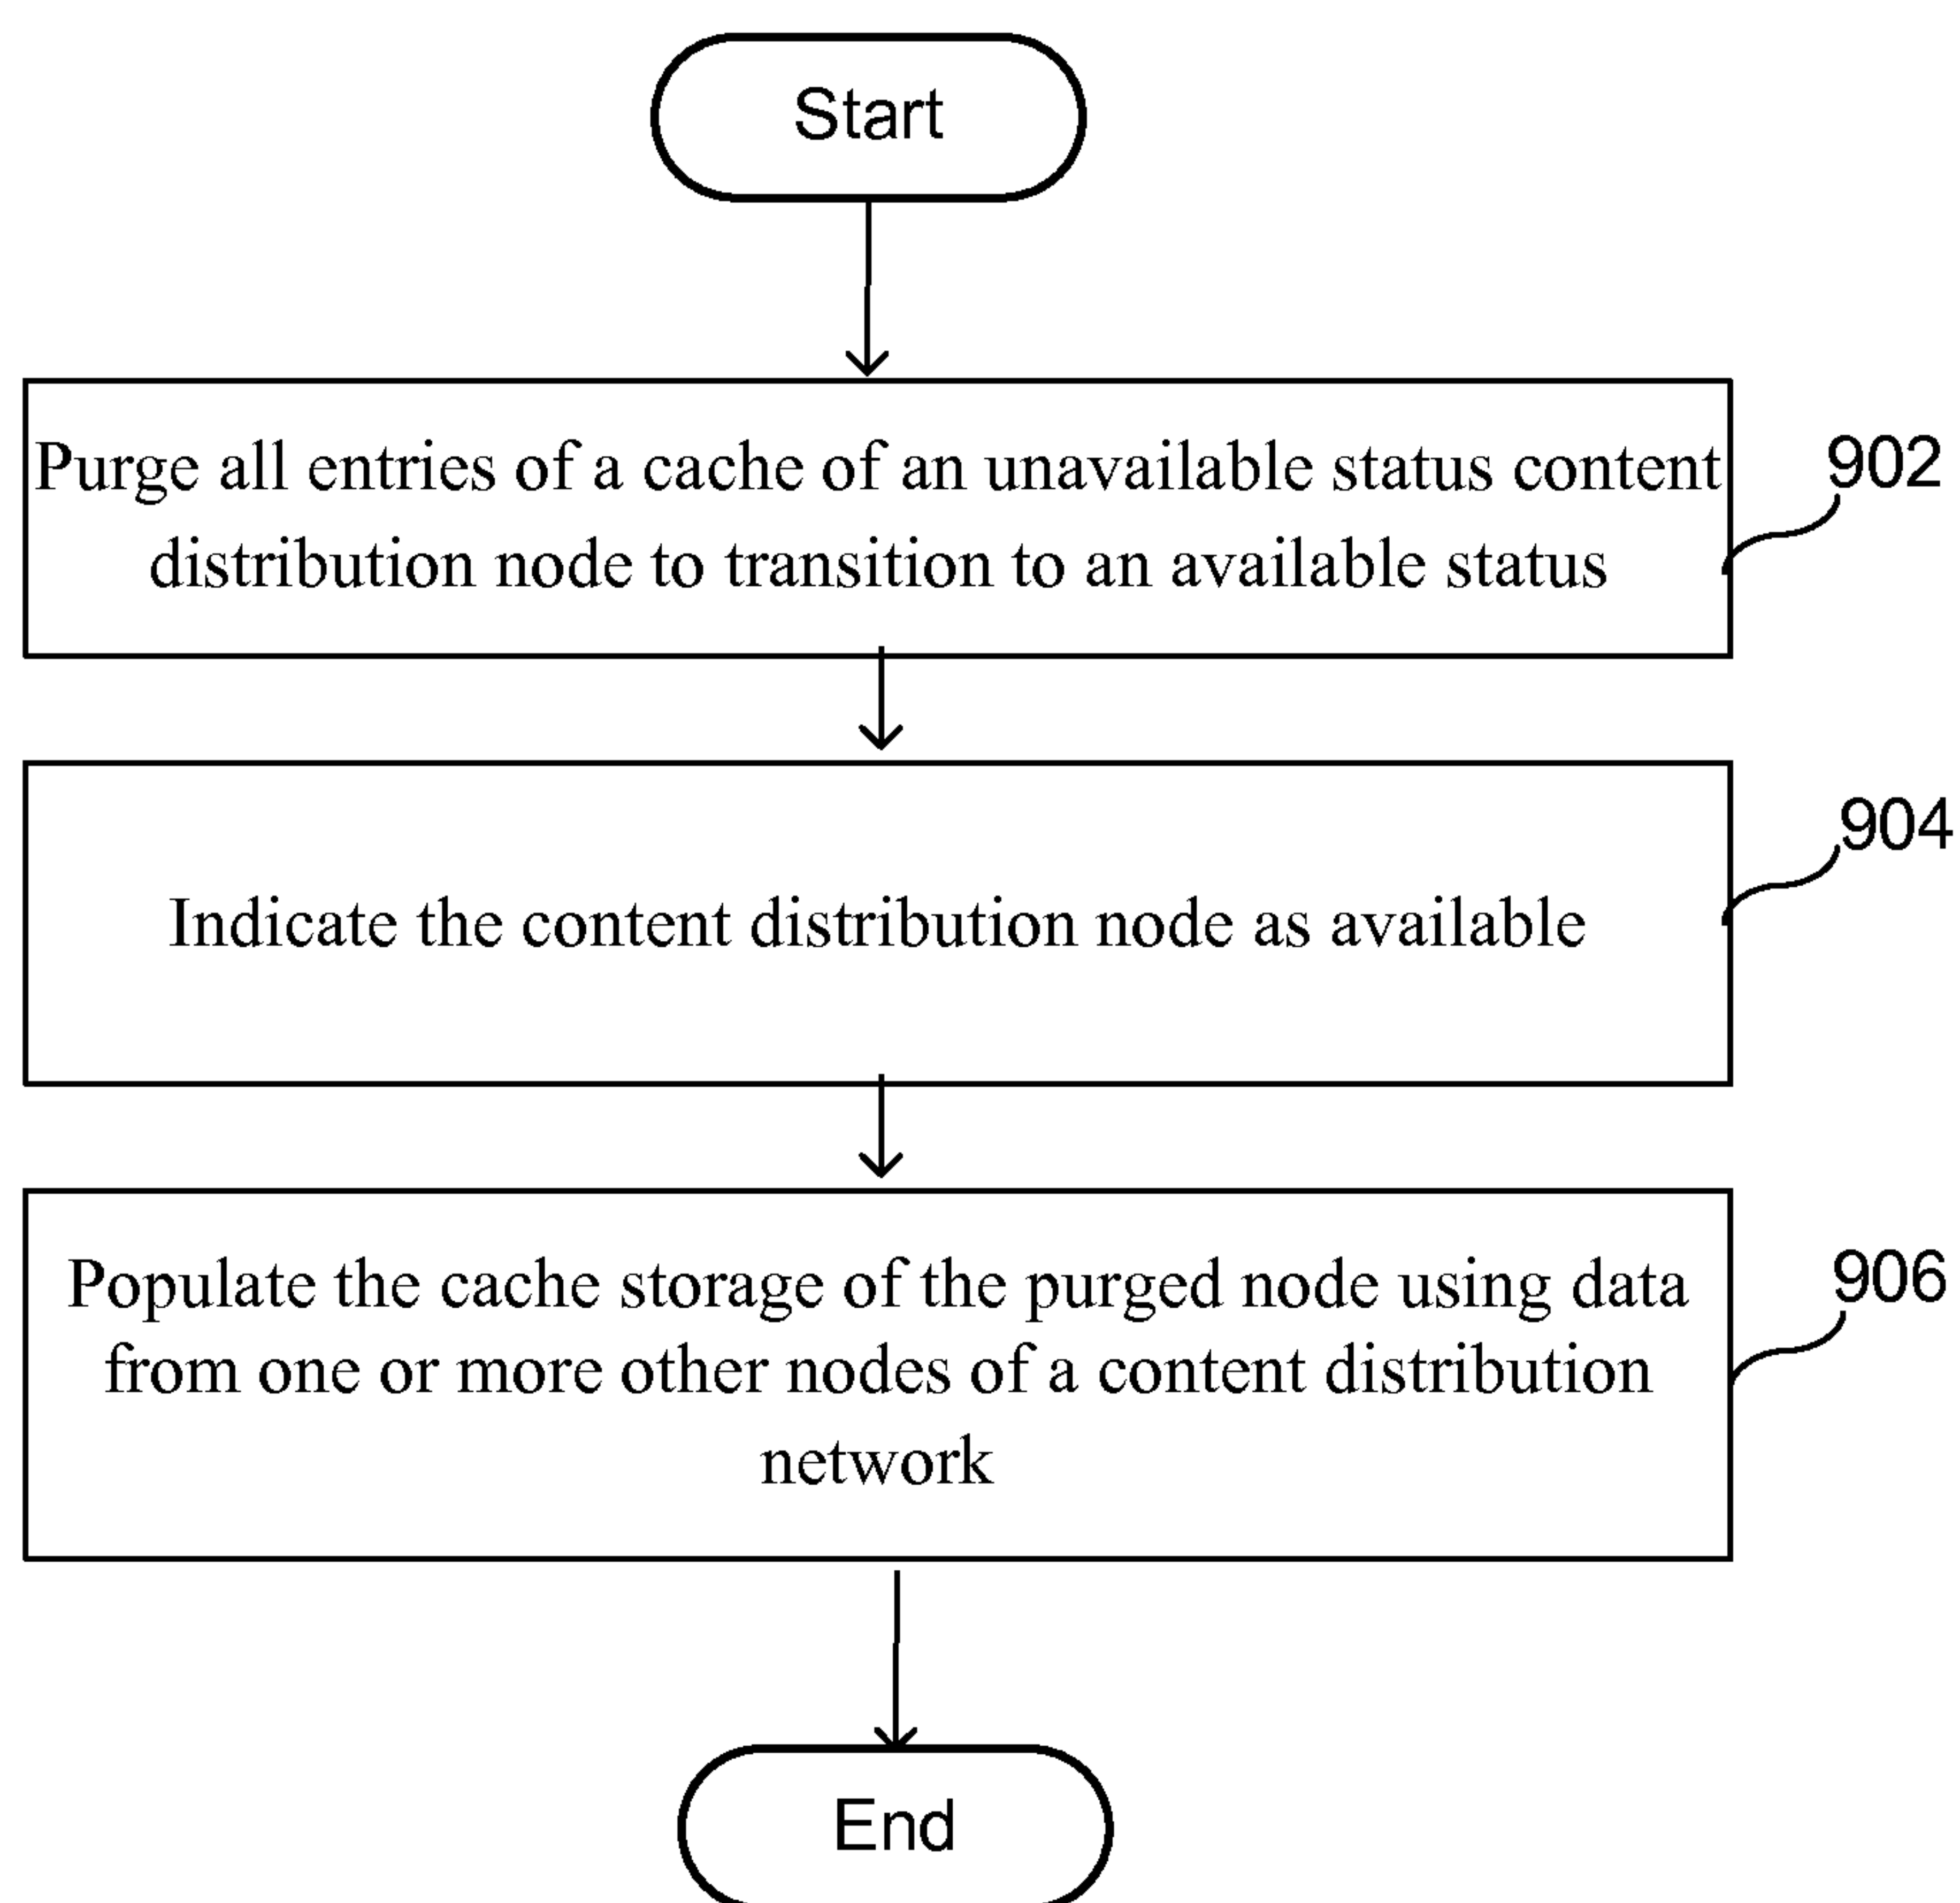 Start
Purge all entries of a cache of an unavailable status content
distribution node to transition to an available status
902
Indicate the content distribution node as available
904
Populate the cache storage of the purged node using data
from one or more other nodes of a content distribution
network
906
End